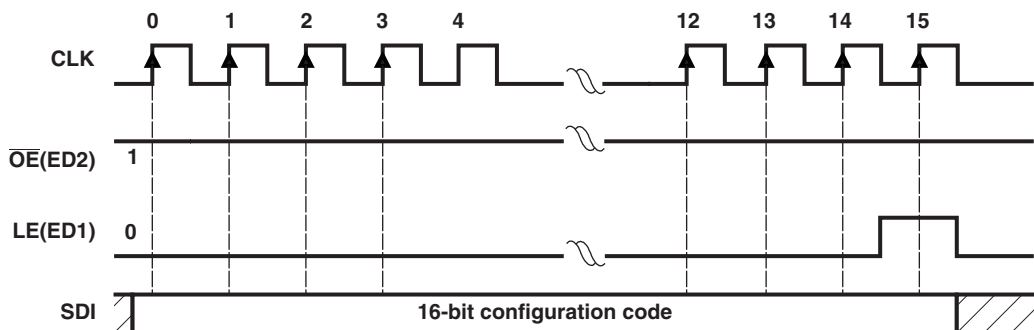 0 1 2 3 4 12 13 14 15
CLK
OE(ED2) 1
LE(ED1) 0
SDI 16-bit configuration code